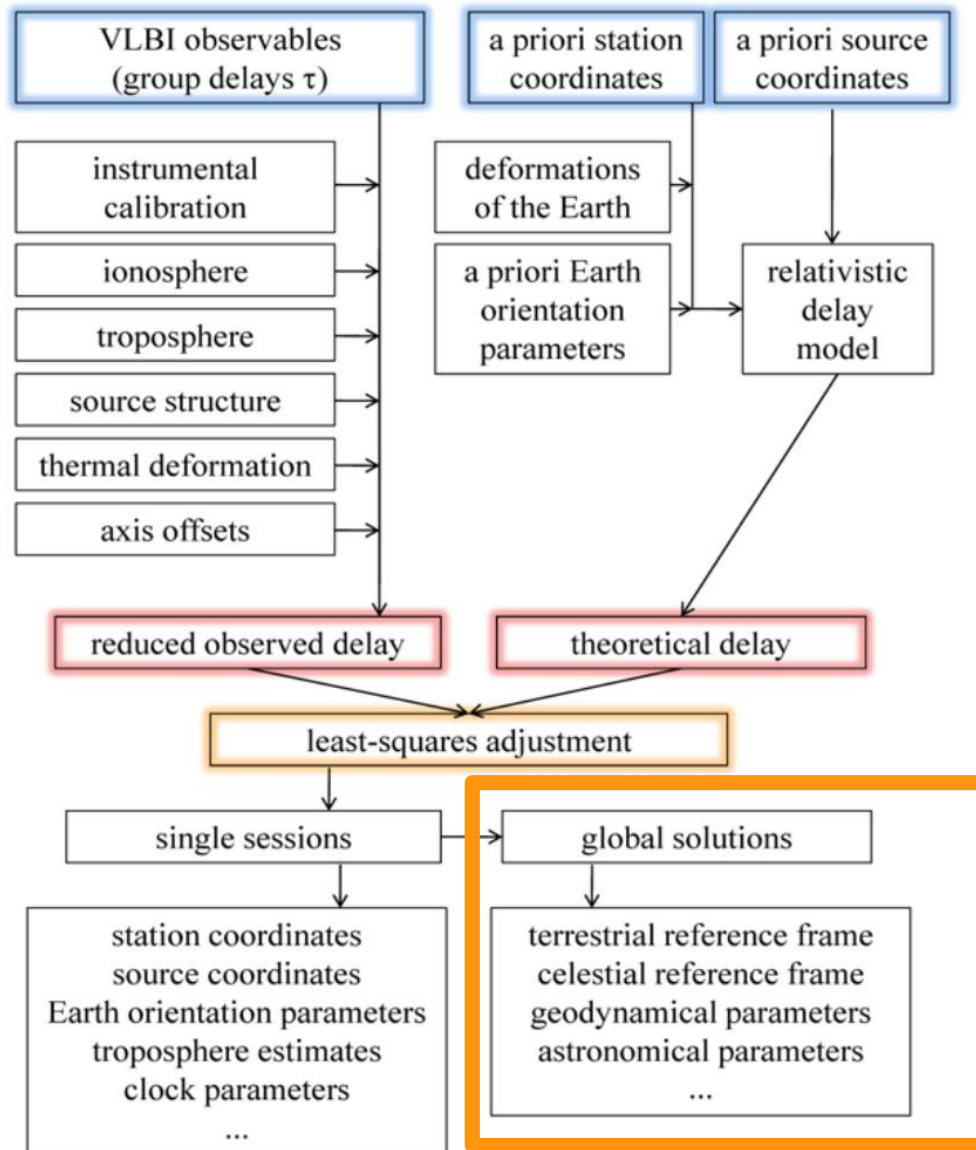 VLBI observables
(group delays τ)
a priori station
coordinates
a priori source
coordinates
instrumental
calibration
ionosphere
troposphere
source structure
thermal deformation
axis offsets
deformations
of the Earth
a priori Earth
orientation
parameters
relativistic
delay
model
reduced observed delay
theoretical delay
least-squares adjustment
single sessions
global solutions
station coordinates
source coordinates
Earth orientation parameters
troposphere estimates
clock parameters
...
terrestrial reference frame
celestial reference frame
geodynamical parameters
astronomical parameters
...